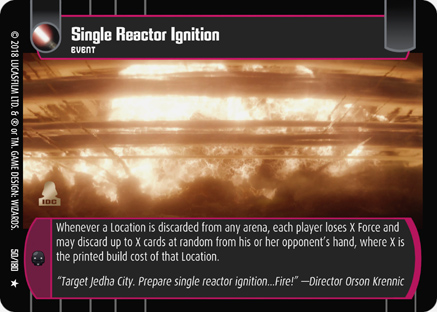 Single Reactor Ignition
EVENT
© 2018 LUCASFILM LTD. & ® or TM. GAME DESIGN: WIZARDS.
IDC
Whenever a Location is discarded from any arena, each player loses X Force and
may discard up to X cards at random from his or her opponent's hand, where X is
the printed build cost of that Location.
"Target Jedha City. Prepare single reactor ignition...Fire!" —Director Orson Krennic